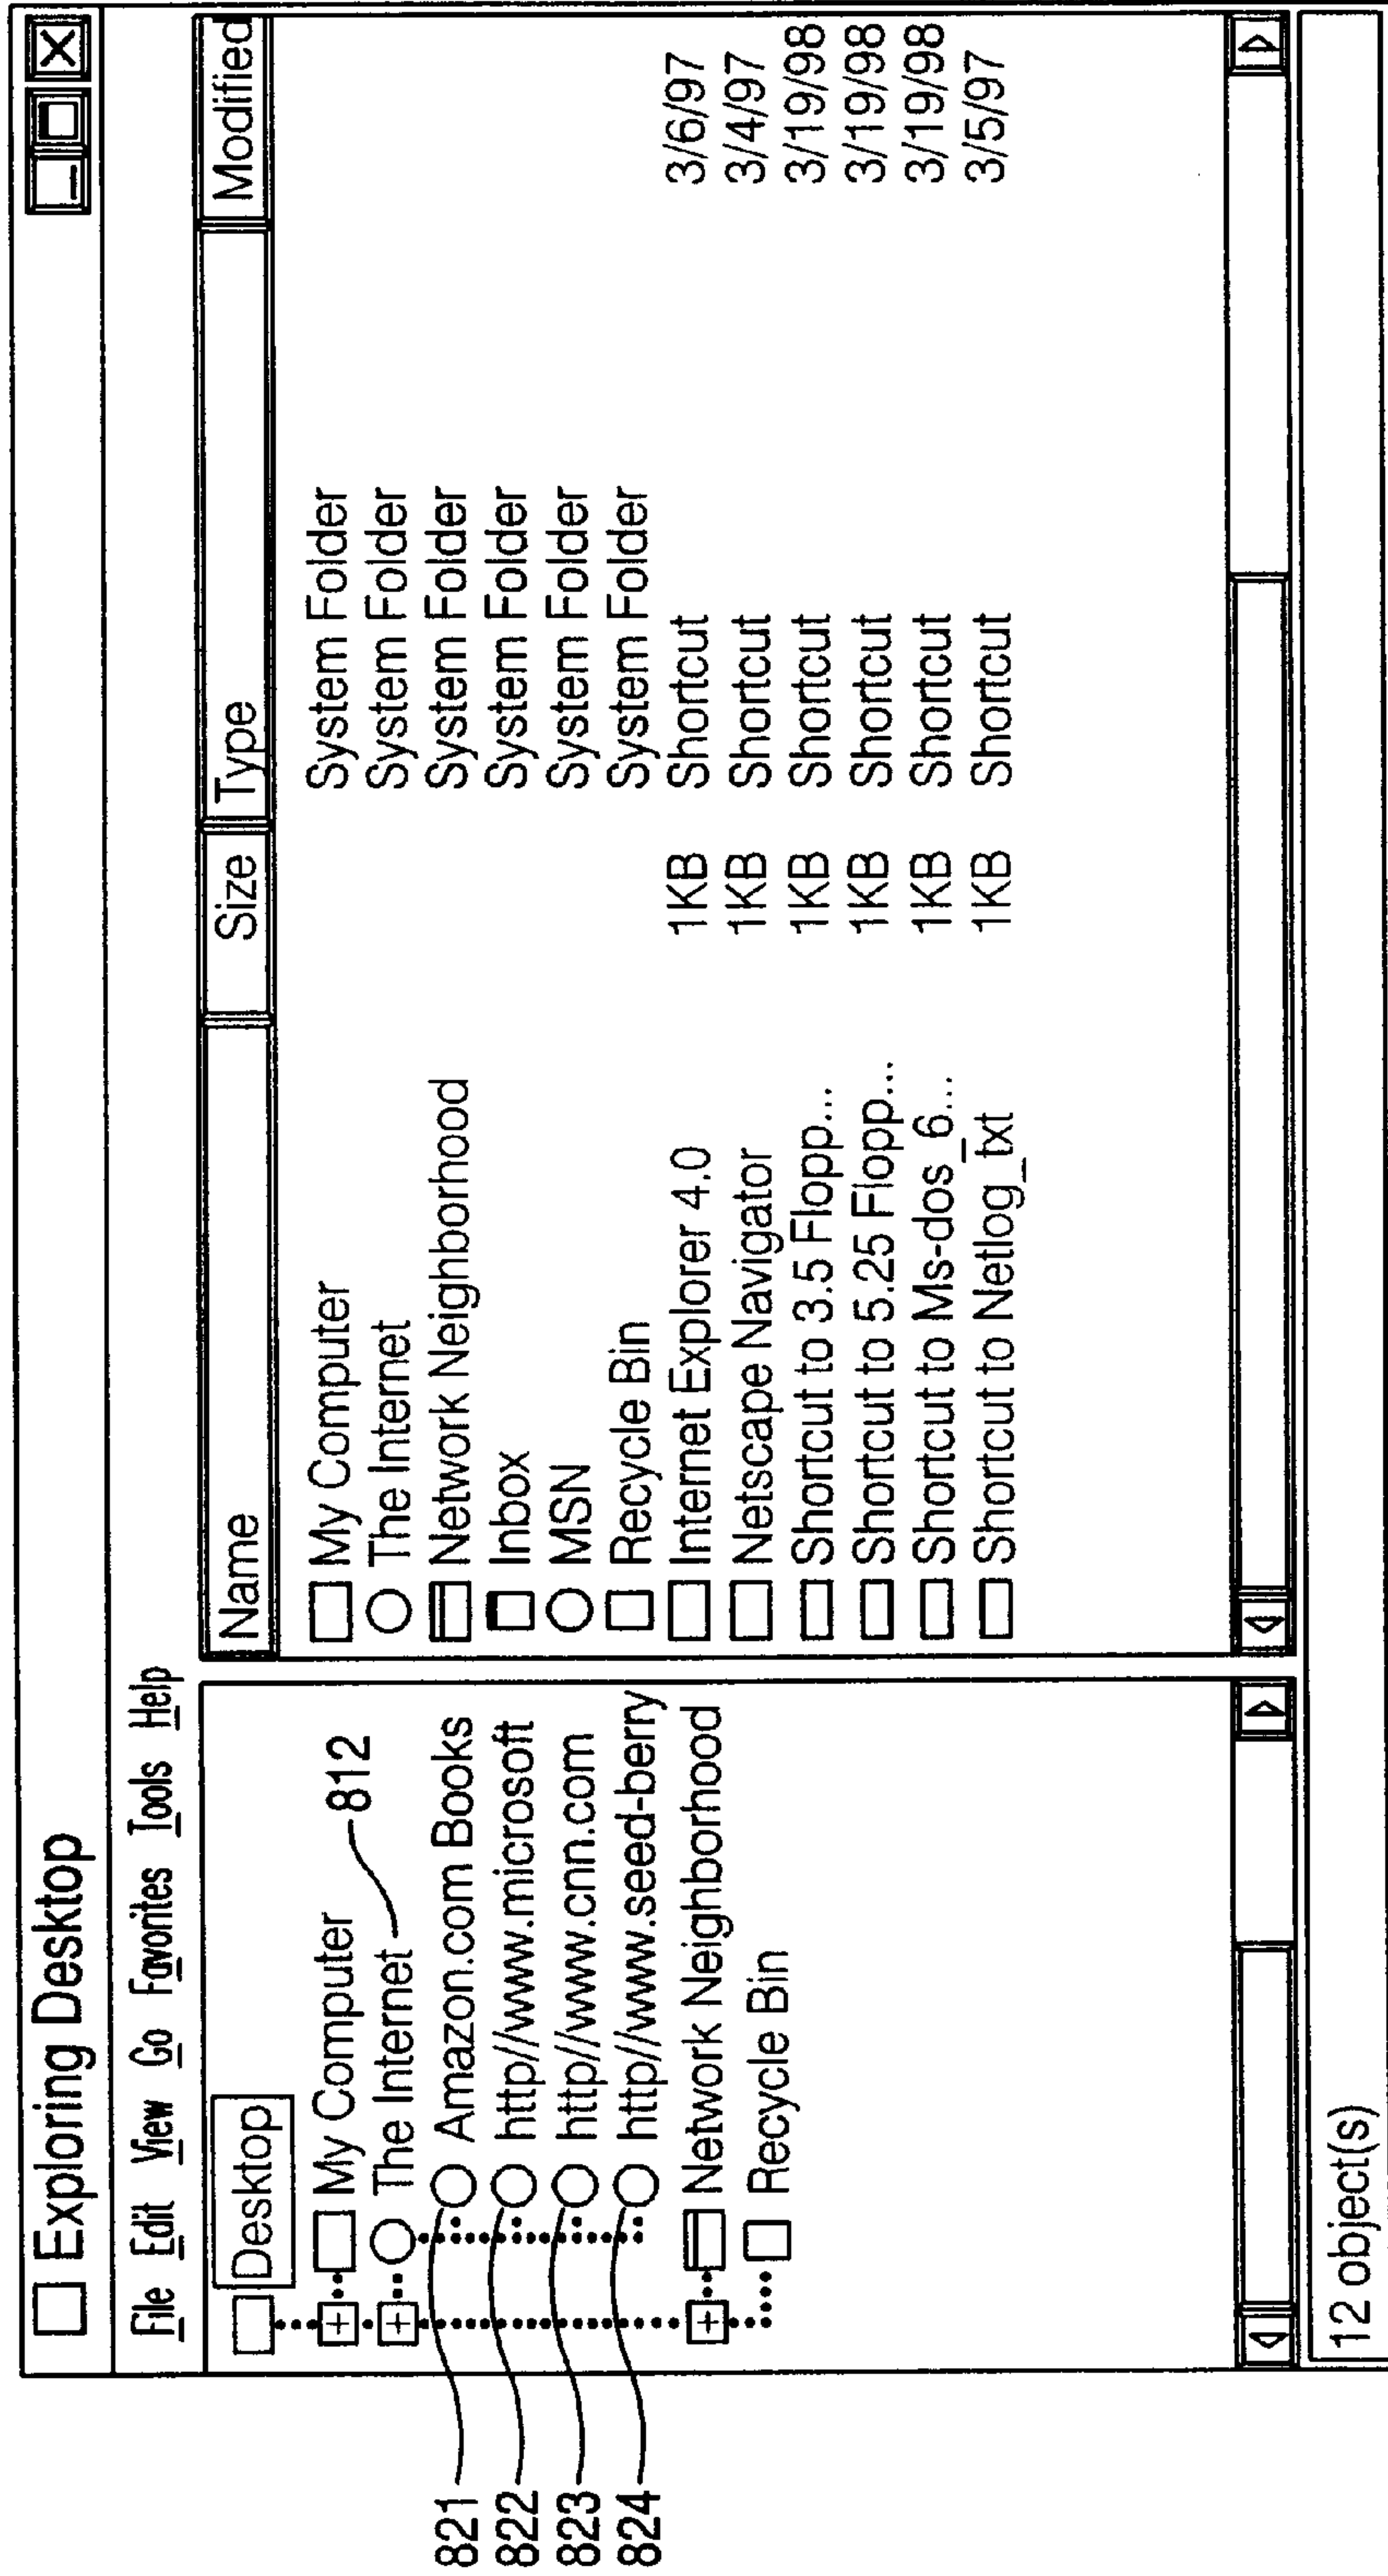 Exploring Desktop
File Edit View Go Favorites Tools Help
Desktop
My Computer
The Internet 812
821 Amazon.com Books
822 http//www.microsoft
823 http//www.cnn.com
824 http//www.seed-berry
Network Neighborhood
Recycle Bin
Name Size Type Modified
My Computer System Folder
The Internet System Folder
Network Neighborhood System Folder
Inbox System Folder
MSN System Folder
Recycle Bin System Folder
Internet Explorer 4.0 1KB Shortcut 3/6/97
Netscape Navigator 1KB Shortcut 3/4/97
Shortcut to 3.5 Flopp... 1KB Shortcut 3/19/98
Shortcut to 5.25 Flopp... 1KB Shortcut 3/19/98
Shortcut to Ms-dos_6... 1KB Shortcut 3/19/98
Shortcut to Netlog_txt 1KB Shortcut 3/5/97
12 object(s)